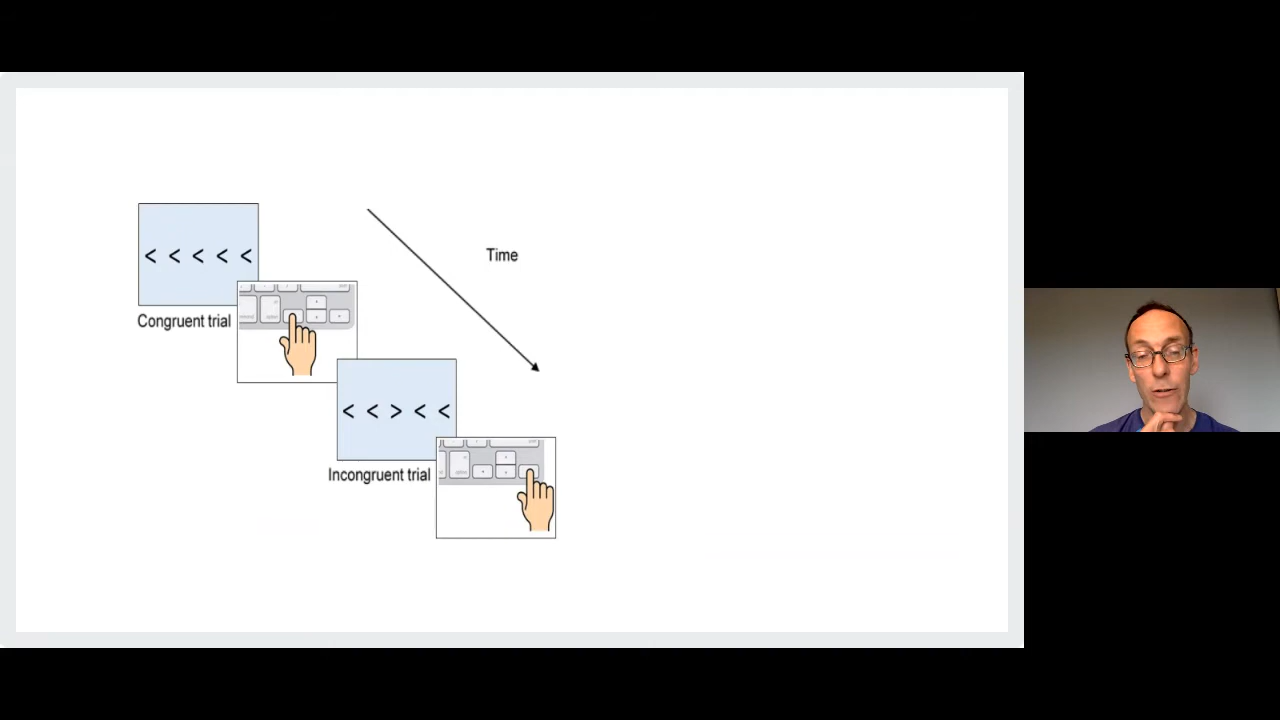 < < < < <
Time
Congruent trial
< < > < <
Incongruent trial